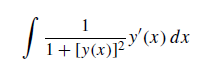 ∫ 1 / (1 + [y(x)]²) y′(x) dx